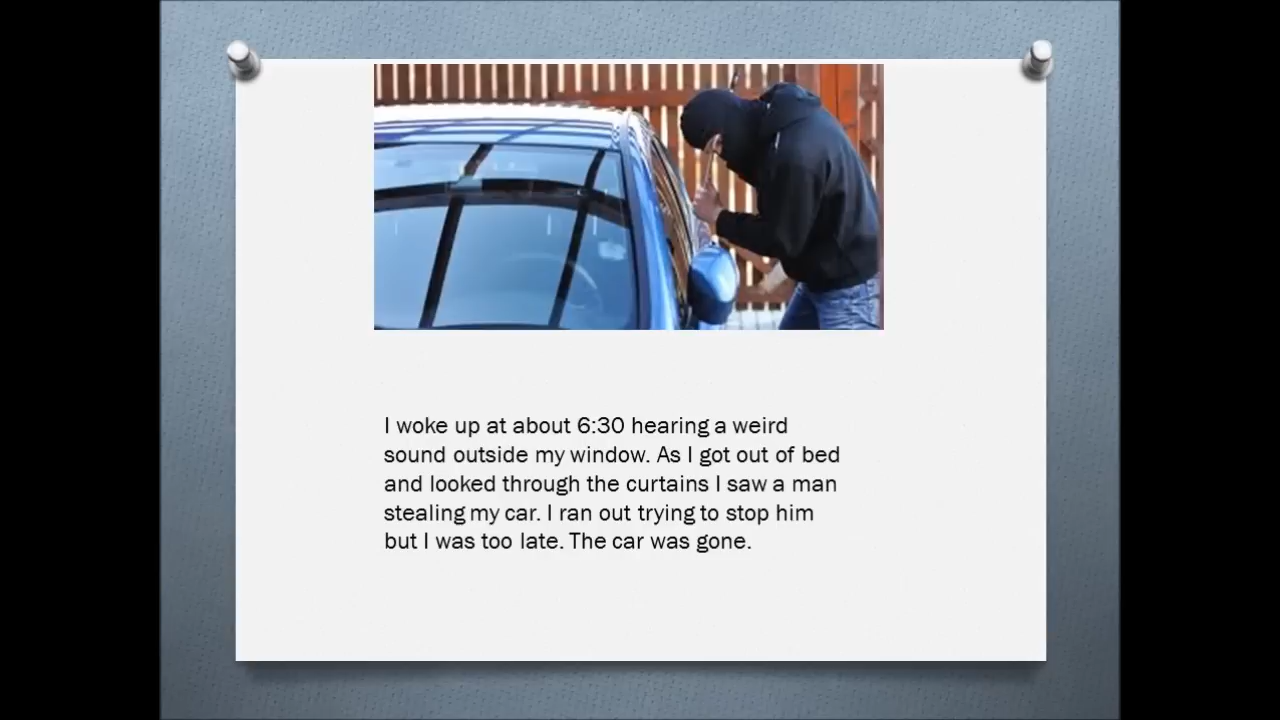 I woke up at about 6:30 hearing a weird
sound outside my window. As I got out of bed
and looked through the curtains I saw a man
stealing my car. I ran out trying to stop him
but I was too late. The car was gone.